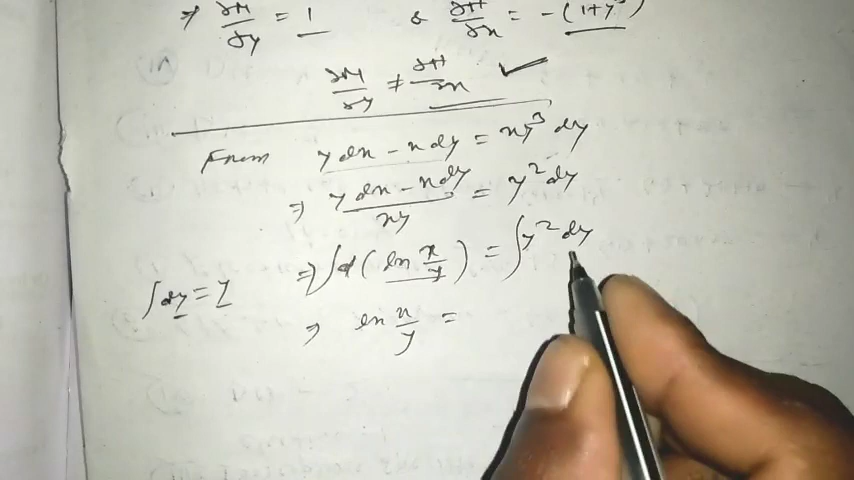 ⇒ ∂M/∂y = 1 & ∂N/∂x = -(1+y³)
∂M/∂y ≠ ∂N/∂x ✓
From y dx - x dy = xy³ dy
⇒ (y dx - x dy)/xy = y² dy
∫dy = y ⇒ ∫d(ln x/y) = ∫y² dy
⇒ ln x/y =